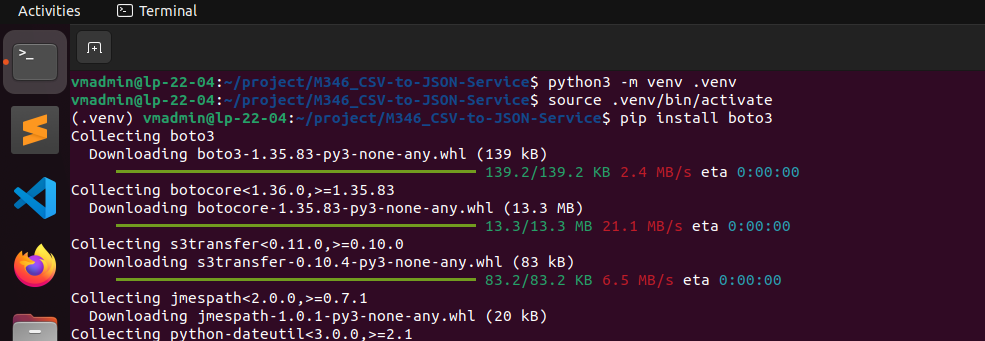 Activities Terminal
>_
vmadmin@lp-22-04:~/project/M346_CSV-to-JSON-Service$ python3 -m venv .venv
vmadmin@lp-22-04:~/project/M346_CSV-to-JSON-Service$ source .venv/bin/activate
(.venv) vmadmin@lp-22-04:~/project/M346_CSV-to-JSON-Service$ pip install boto3
Collecting boto3
  Downloading boto3-1.35.83-py3-none-any.whl (139 kB)
139.2/139.2 KB 2.4 MB/s eta 0:00:00
Collecting botocore<1.36.0,>=1.35.83
  Downloading botocore-1.35.83-py3-none-any.whl (13.3 MB)
13.3/13.3 MB 21.1 MB/s eta 0:00:00
Collecting s3transfer<0.11.0,>=0.10.0
  Downloading s3transfer-0.10.4-py3-none-any.whl (83 kB)
83.2/83.2 KB 6.5 MB/s eta 0:00:00
Collecting jmespath<2.0.0,>=0.7.1
  Downloading jmespath-1.0.1-py3-none-any.whl (20 kB)
Collecting python-dateutil<3.0.0,>=2.1